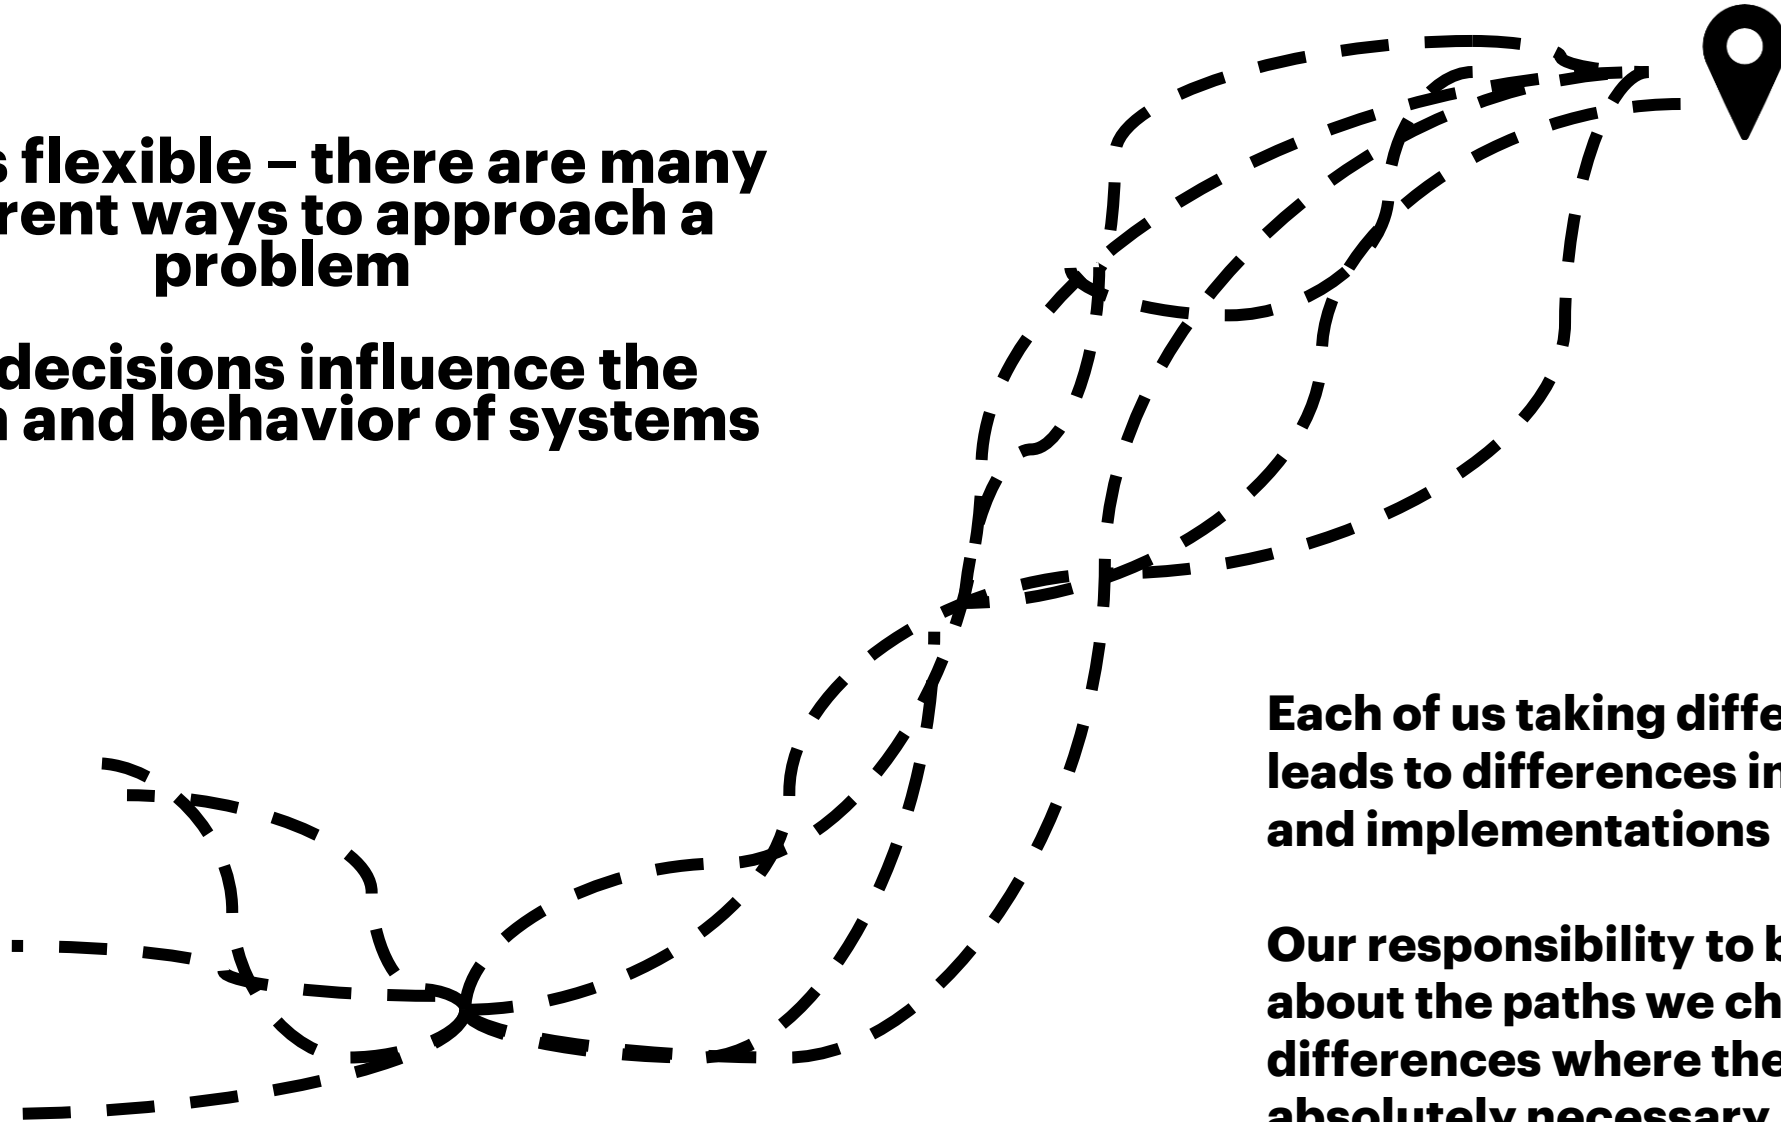 s flexible – there are many
rent ways to approach a
problem
decisions influence the
and behavior of systems
Each of us taking diffe
leads to differences in
and implementations
Our responsibility to b
about the paths we ch
differences where the
absolutely necessary